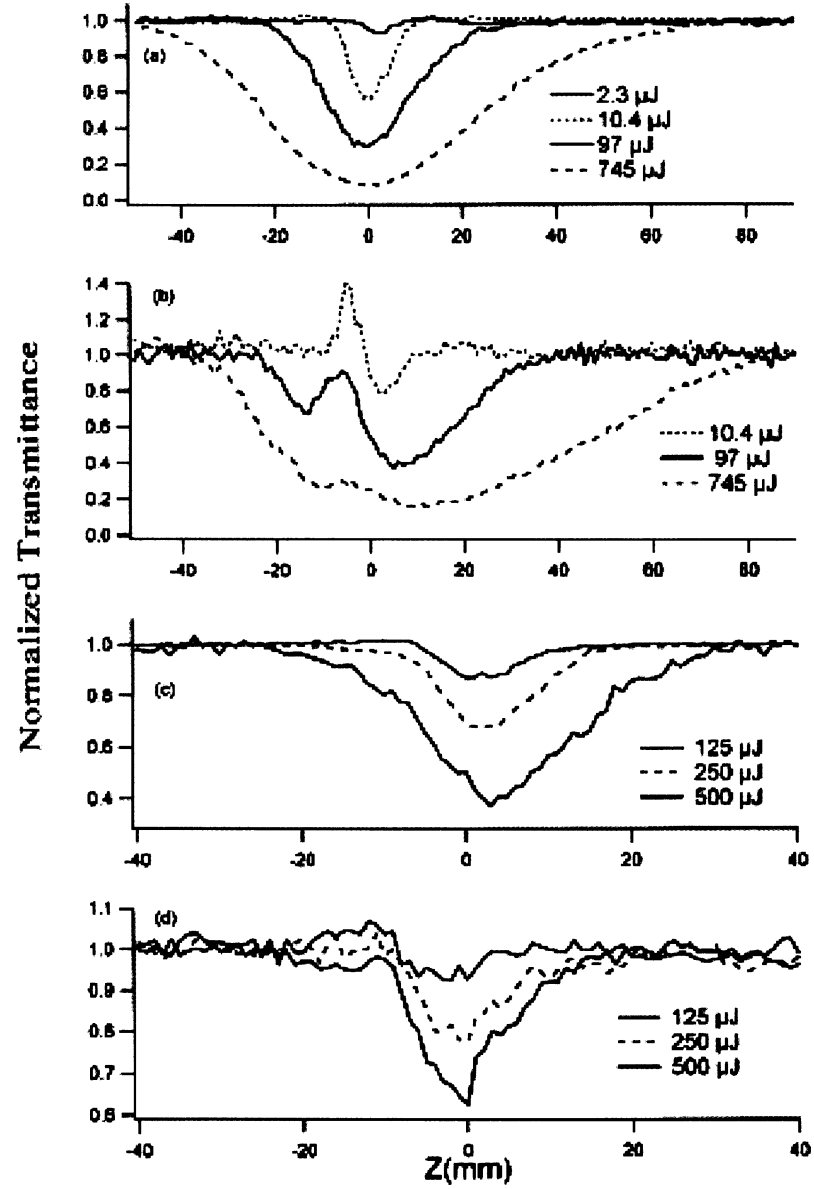 Normalized Transmittance
1.0
0.8
0.6
0.4
0.2
0.0
(a)
2.3 µJ
10.4 µJ
97 µJ
745 µJ
-40 -20 0 20 40 60 80
1.4
1.2
1.0
0.8
0.6
0.4
0.2
0.0
(b)
10.4 µJ
97 µJ
745 µJ
-40 -20 0 20 40 60 80
1.0
0.8
0.6
0.4
(c)
125 µJ
250 µJ
500 µJ
-40 -20 0 20 40
1.1
1.0
0.9
0.8
0.7
0.6
(d)
125 µJ
250 µJ
500 µJ
-40 -20 0 20 40
Z(mm)